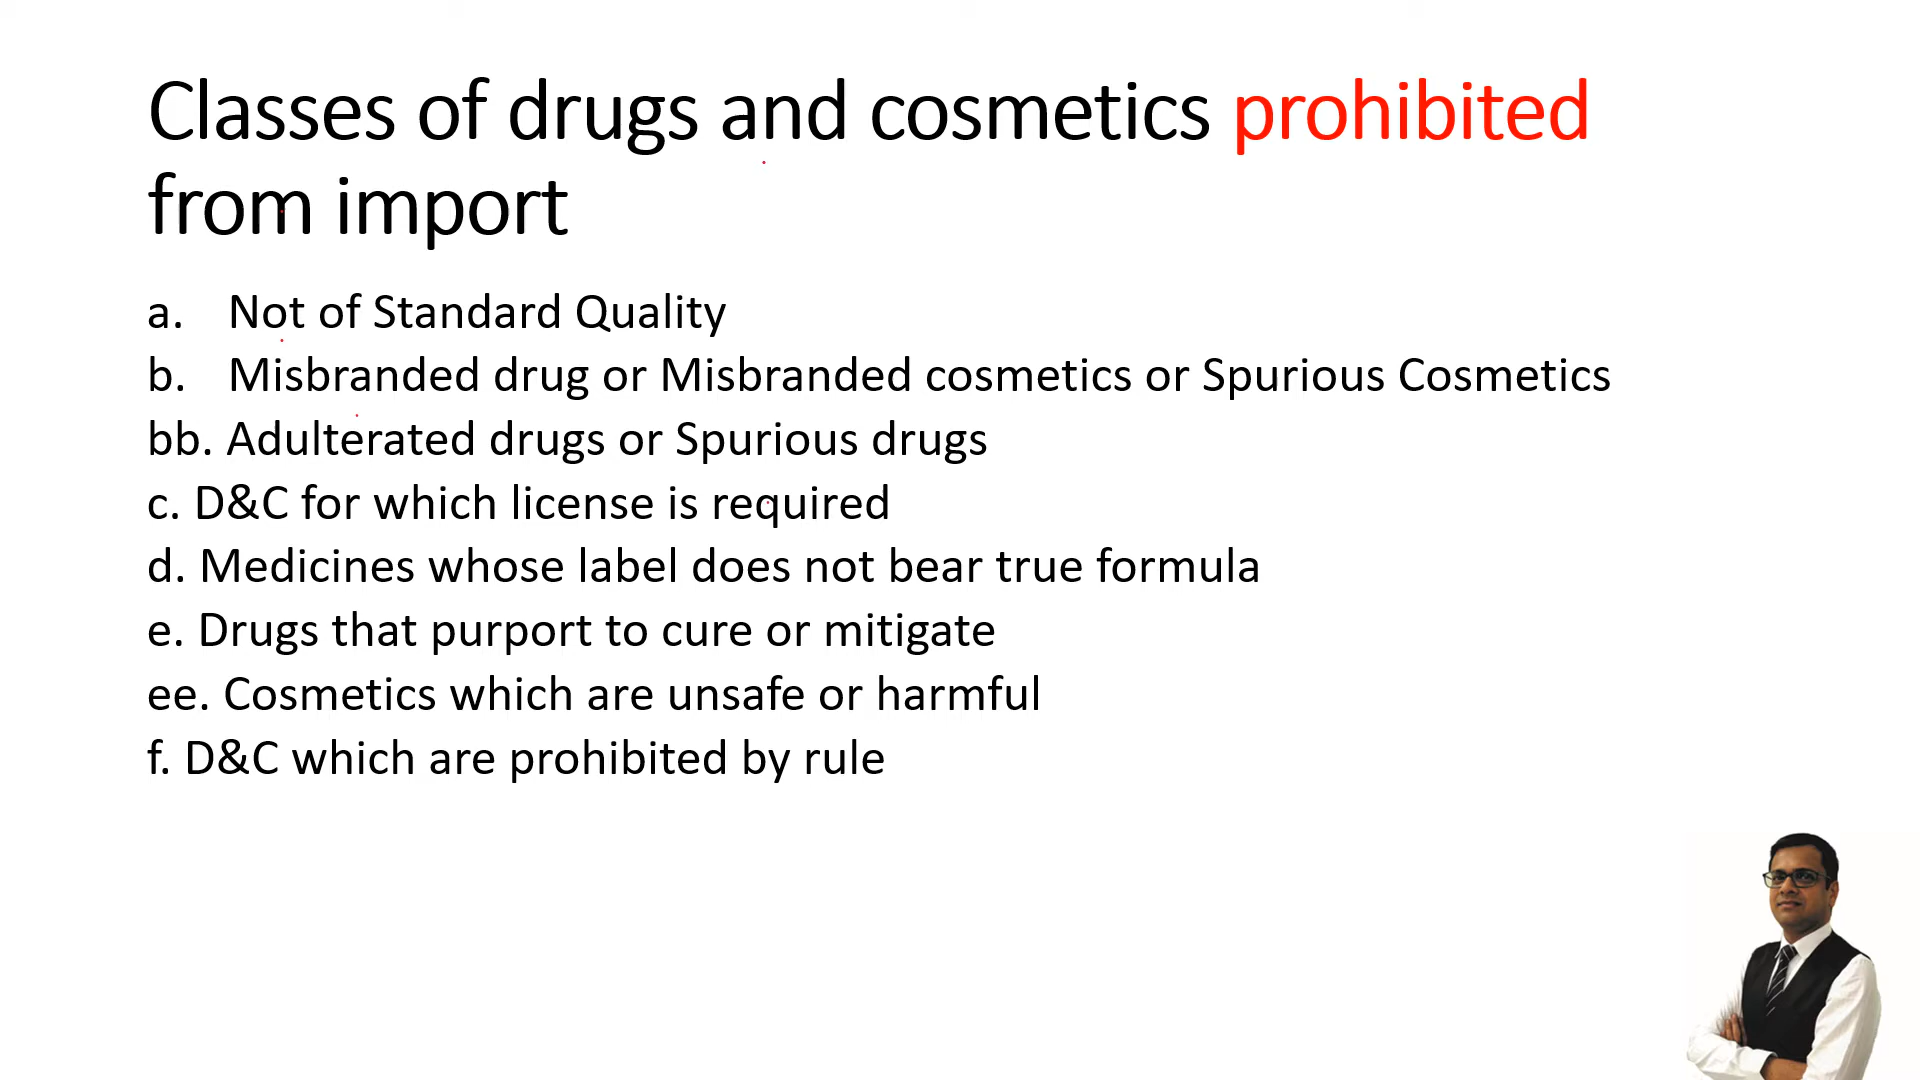 Classes of drugs and cosmetics prohibited
from import
a. Not of Standard Quality
b. Misbranded drug or Misbranded cosmetics or Spurious Cosmetics
bb. Adulterated drugs or Spurious drugs
c. D&C for which license is required
d. Medicines whose label does not bear true formula
e. Drugs that purport to cure or mitigate
ee. Cosmetics which are unsafe or harmful
f. D&C which are prohibited by rule